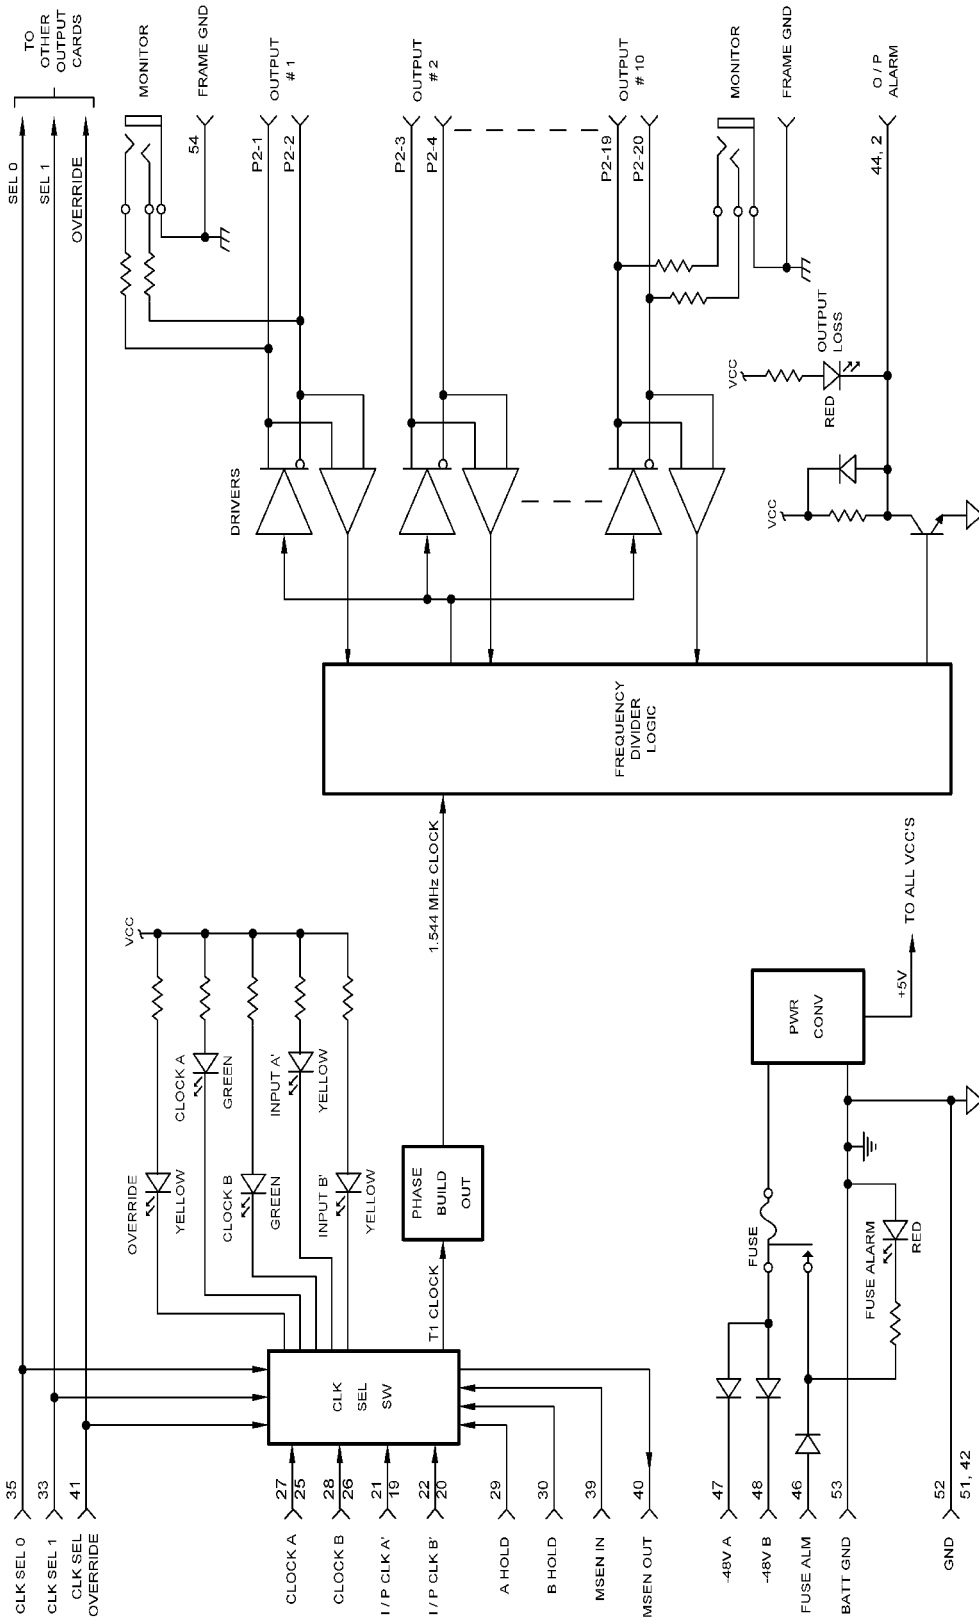 35
CLK SEL 0
33
CLK SEL 1
41
CLK SEL
OVERRIDE
27
25
CLOCK A
28
26
CLOCK B
21
19
I / P CLK A'
22
20
I / P CLK B'
29
A HOLD
30
B HOLD
39
MSEN IN
40
MSEN OUT
47
-48V A
48
-48V B
46
FUSE ALM
53
BATT GND
52
51, 42
GND
CLK
SEL
SW
OVERRIDE
YELLOW
CLOCK A
GREEN
CLOCK B
GREEN
INPUT A'
YELLOW
INPUT B'
YELLOW
VCC
T1 CLOCK
PHASE
BUILD
OUT
1.544 MHz CLOCK
FUSE
FUSE ALARM
RED
PWR
CONV
+5V
TO ALL VCC'S
FREQUENCY
DIVIDER
LOGIC
DRIVERS
VCC
VCC
RED
OUTPUT
LOSS
SEL 0
SEL 1
OVERRIDE
TO
OTHER
OUTPUT
CARDS
MONITOR
54
FRAME GND
P2-1
P2-2
OUTPUT
# 1
P2-3
P2-4
OUTPUT
# 2
P2-19
P2-20
OUTPUT
# 10
MONITOR
FRAME GND
44, 2
O / P
ALARM